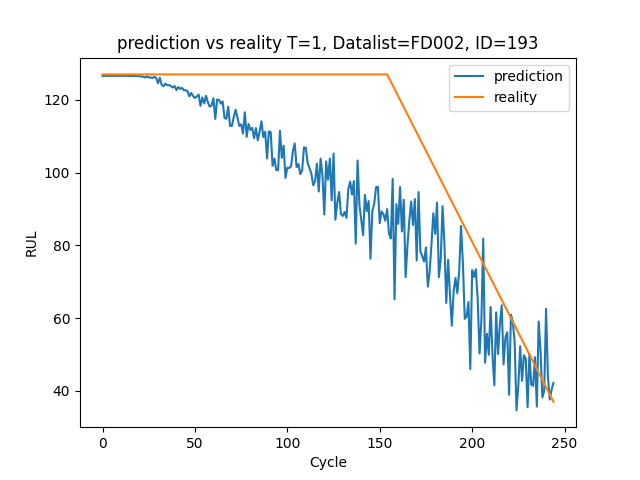 prediction vs reality T=1, Datalist=FD002, ID=193
prediction
reality
RUL
120
100
80
60
40
0
50
100
150
200
250
Cycle